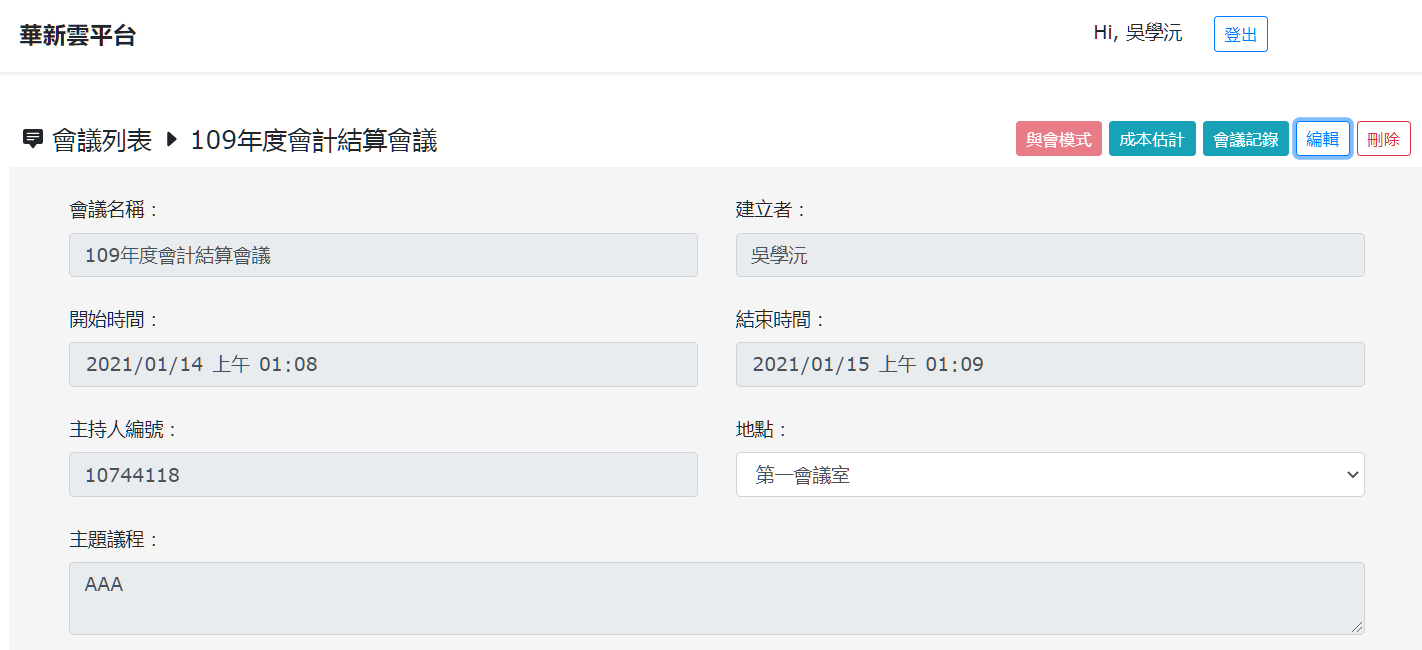 華新雲平台
Hi, 吳學沅 登出
會議列表 109年度會計結算會議 與會模式 成本估計 會議記錄 編輯 刪除
會議名稱： 建立者：
109年度會計結算會議 吳學沅
開始時間： 結束時間：
2021/01/14 上午 01:08 2021/01/15 上午 01:09
主持人編號： 地點：
10744118 第一會議室
主題議程：
AAA